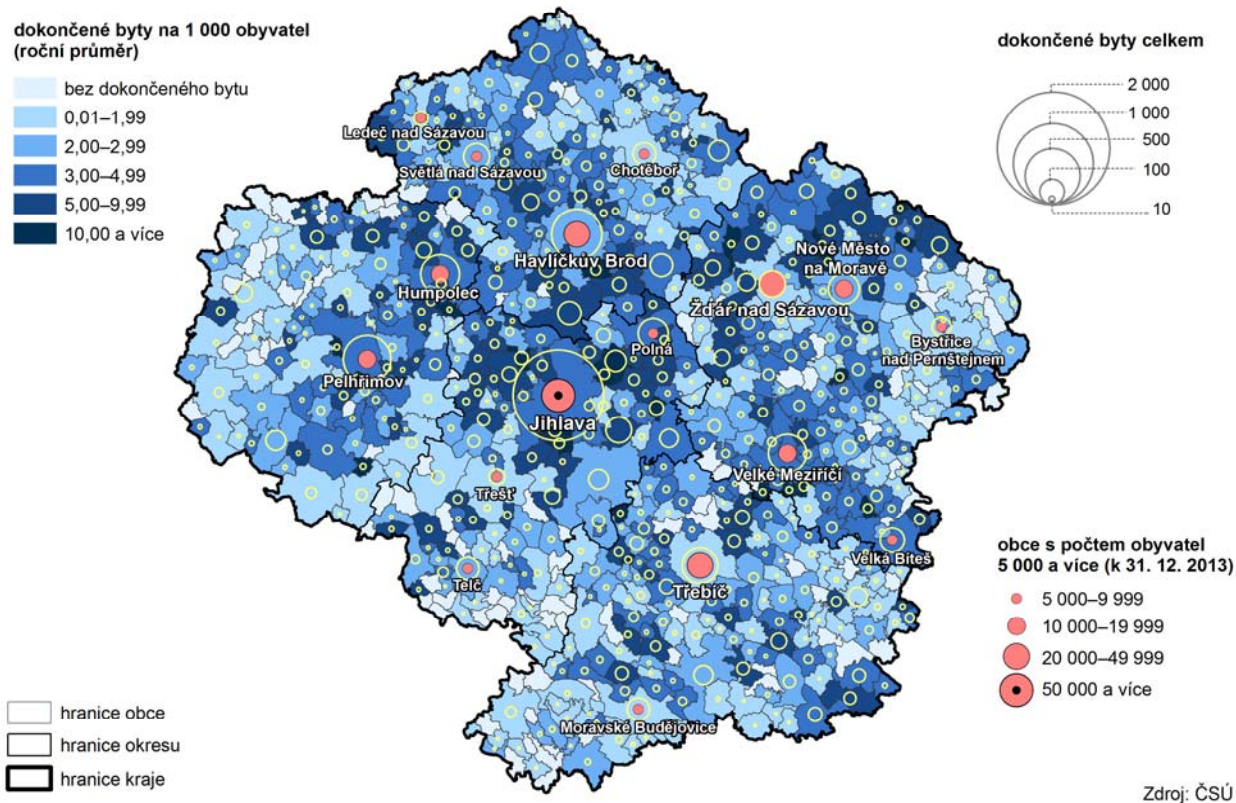 dokončené byty na 1 000 obyvatel
(roční průměr)
bez dokončeného bytu
0,01–1,99
2,00–2,99
3,00–4,99
5,00–9,99
10,00 a více
dokončené byty celkem
2 000
1 000
500
100
10
Ledeč nad Sázavou
Světlá nad Sázavou
Chotěboř
Havlíčkův Brod
Nové Město
na Moravě
Humpolec
Žďár nad Sázavou
Polná
Bystřice
nad Pernštejnem
Pelhřimov
Jihlava
Velké Meziříčí
Třešť
Velká Bíteš
Telč
Třebíč
Moravské Budějovice
obce s počtem obyvatel
5 000 a více (k 31. 12. 2013)
5 000–9 999
10 000–19 999
20 000–49 999
50 000 a více
hranice obce
hranice okresu
hranice kraje
Zdroj: ČSÚ